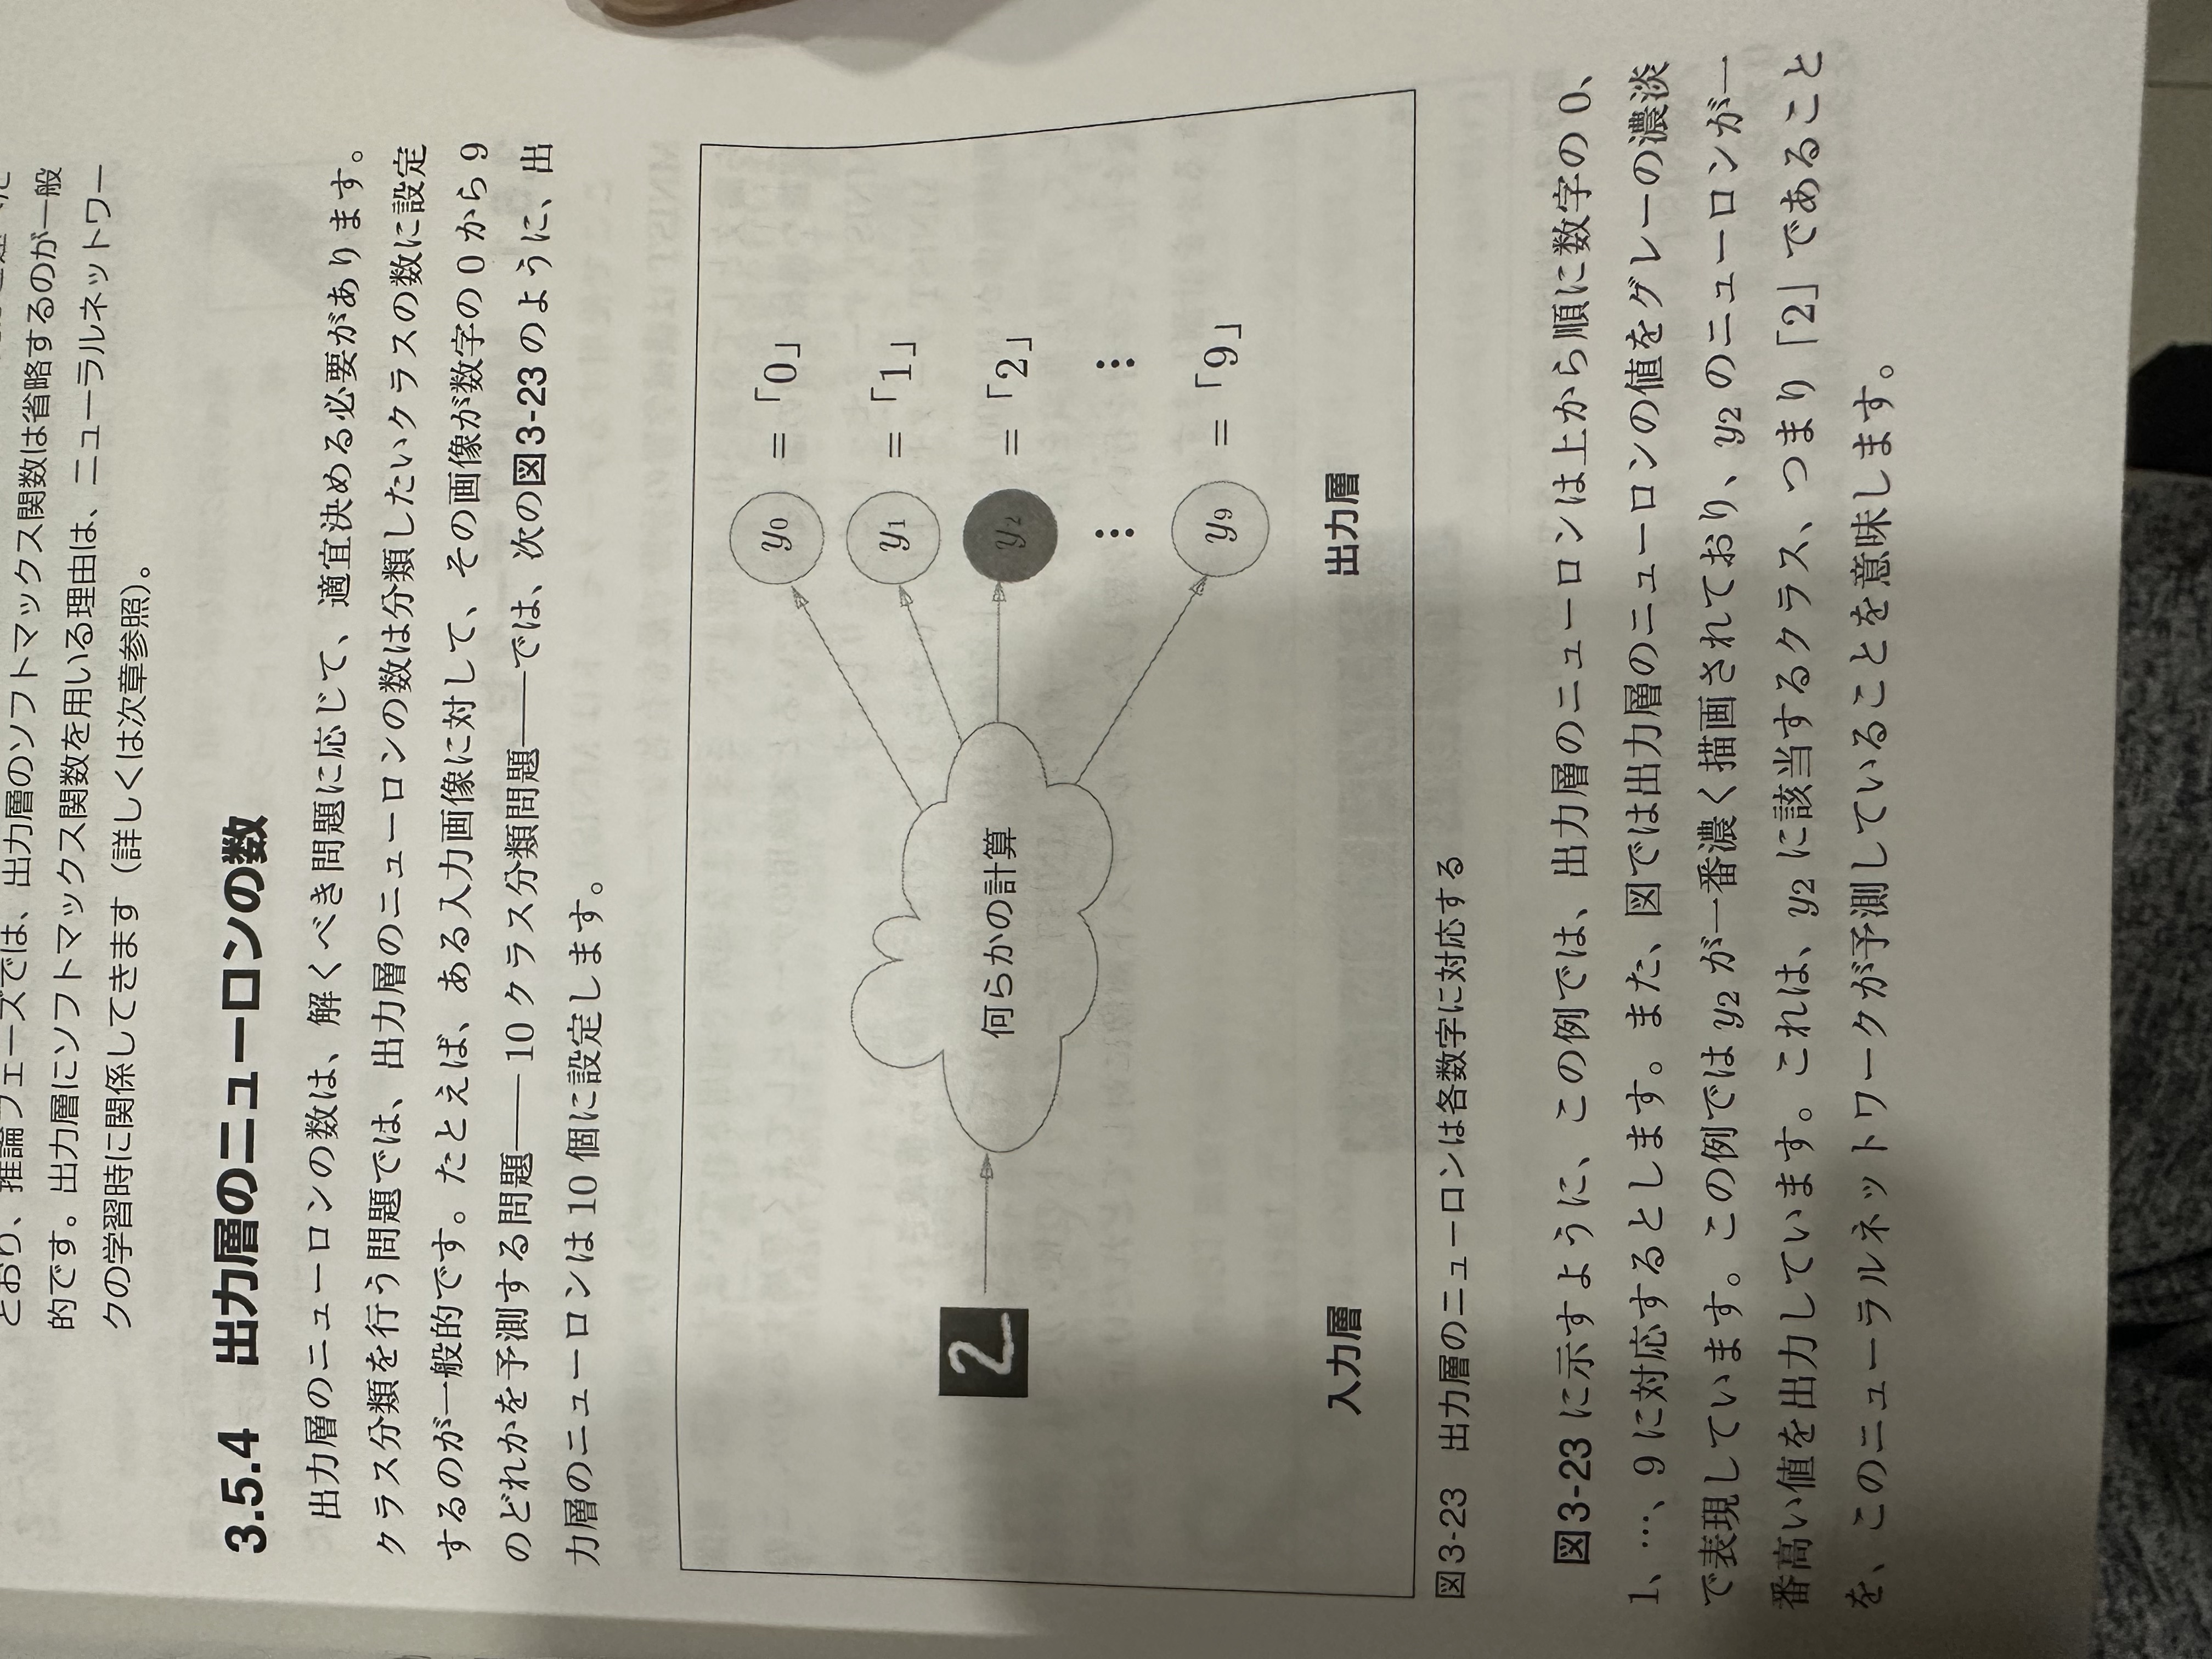 とおり、推論フェーズでは、出力層のソフトマックス関数は省略するのが一般
的です。出力層にソフトマックス関数を用いる理由は、ニューラルネットワー
クの学習時に関係してきます（詳しくは次章参照）。
3.5.4 出力層のニューロンの数
出力層のニューロンの数は、解くべき問題に応じて、適宜決める必要があります。
クラス分類を行う問題では、出力層のニューロンの数は分類したいクラスの数に設定
するのが一般的です。たとえば、ある入力画像に対して、その画像が数字の 0 から 9
のどれかを予測する問題―― 10 クラス分類問題――では、次の図3-23 のように、出
力層のニューロンは 10 個に設定します。
y0 = 「0」
y1 = 「1」
2 何らかの計算 y2 = 「2」
⋮ ⋮
y9 = 「9」
入力層 出力層
図3-23 出力層のニューロンは各数字に対応する
図3-23 に示すように、この例では、出力層のニューロンは上から順に数字の 0、
1、…、9 に対応するとします。また、図では出力層のニューロンの値をグレーの濃淡
で表現しています。この例では y2 が一番濃く描画されており、y2 のニューロンが一
番高い値を出力しています。これは、y2 に該当するクラス、つまり「2」であること
を、このニューラルネットワークが予測していることを意味します。